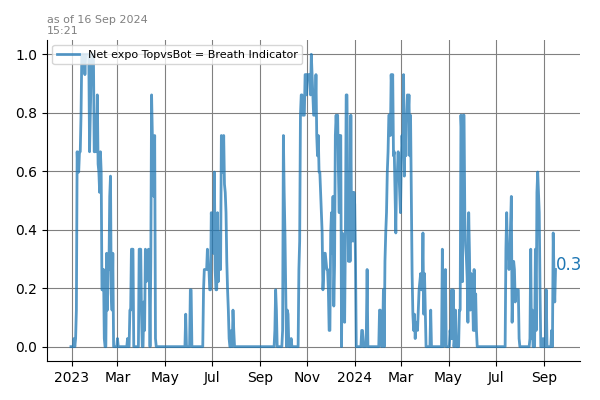 as of 16 Sep 2024
15:21
Net expo TopvsBot = Breath Indicator
1.0
0.8
0.6
0.4
0.2
0.0
0.3
2023 Mar May Jul Sep Nov 2024 Mar May Jul Sep